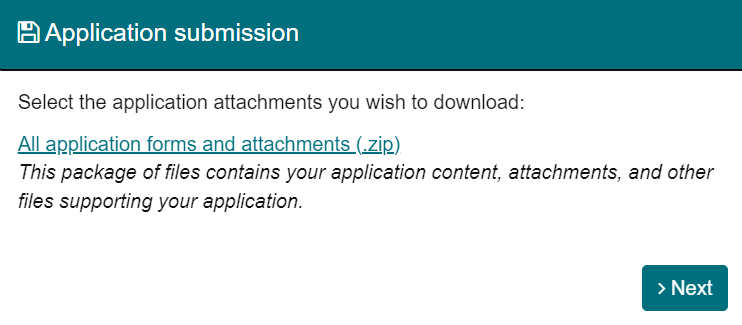 Application submission
Select the application attachments you wish to download:
All application forms and attachments (.zip)
This package of files contains your application content, attachments, and other
files supporting your application.
Next